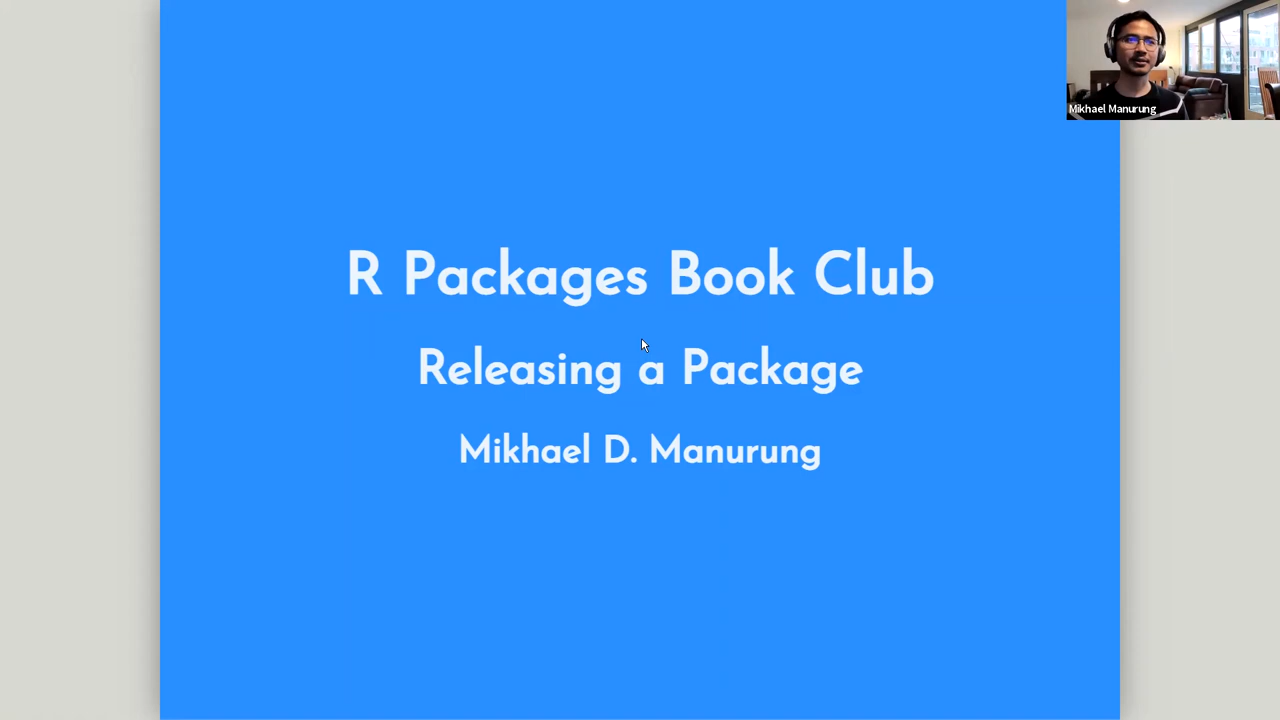 R Packages Book Club
Releasing a Package
Mikhael D. Manurung
Mikhael Manurung